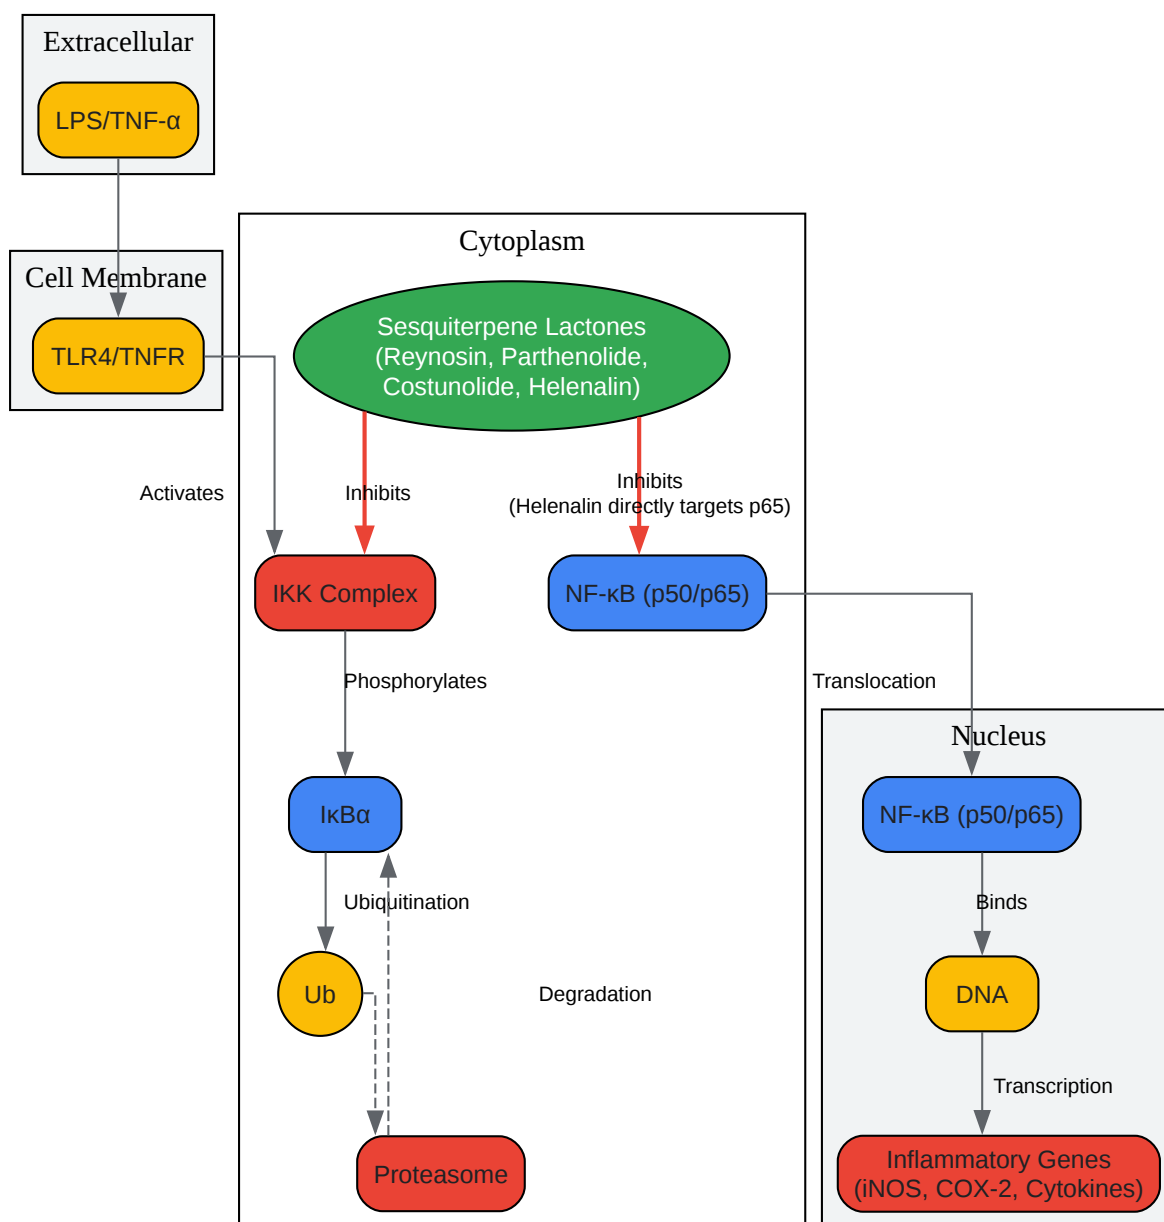 Extracellular
LPS/TNF-α
Cell Membrane
TLR4/TNFR
Cytoplasm
Sesquiterpene Lactones
(Reynosin, Parthenolide,
Costunolide, Helenalin)
Activates
Inhibits
Inhibits
(Helenalin directly targets p65)
IKK Complex
NF-κB (p50/p65)
Phosphorylates
Translocation
Nucleus
IκBα
NF-κB (p50/p65)
Ubiquitination
Binds
Ub
Degradation
DNA
Transcription
Proteasome
Inflammatory Genes
(iNOS, COX-2, Cytokines)